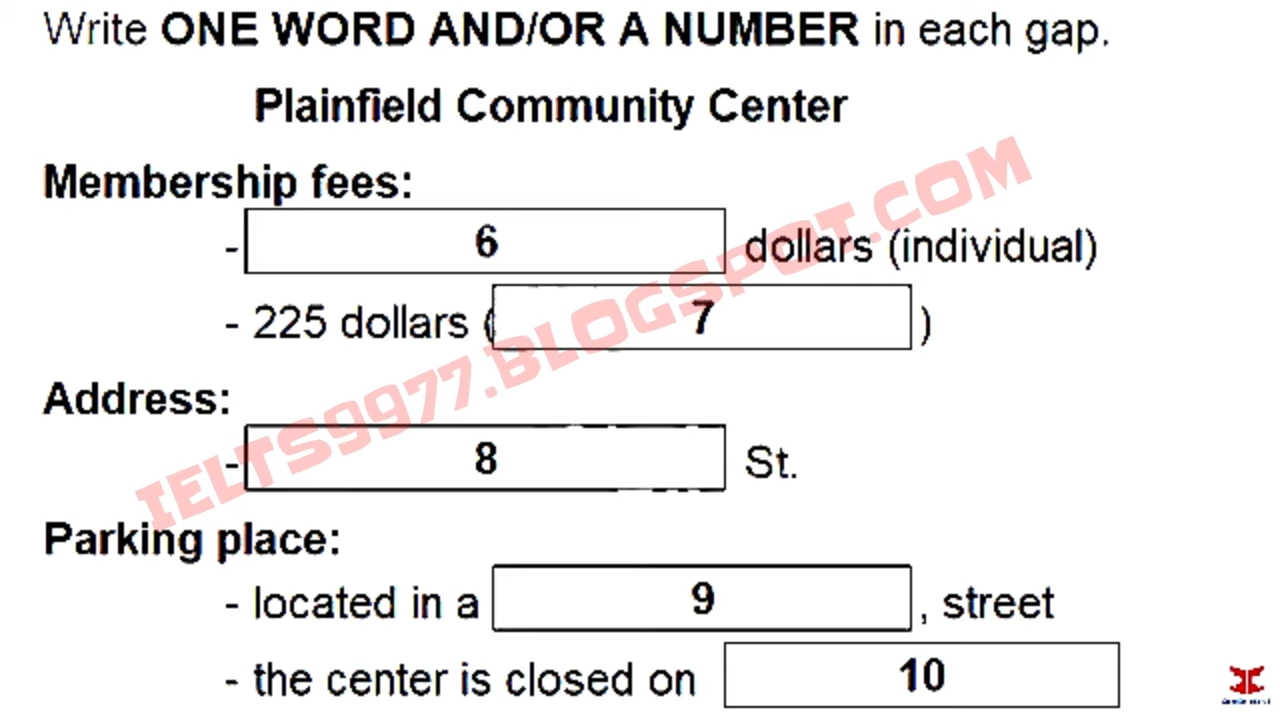 Write ONE WORD AND/OR A NUMBER in each gap.
Plainfield Community Center
Membership fees:
- 6 dollars (individual)
- 225 dollars ( 7 )
Address:
- 8 St.
Parking place:
- located in a 9 , street
- the center is closed on 10
IELTS9977.BLOGSPOT.COM